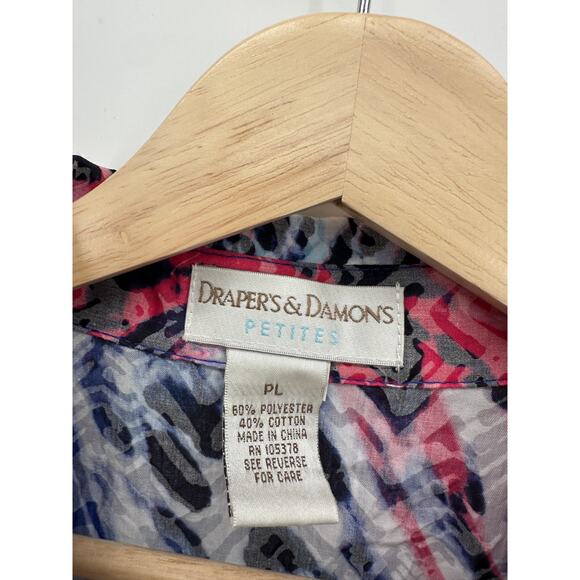 DRAPER'S & DAMON'S
PETITES
PL
60% POLYESTER
40% COTTON
MADE IN CHINA
RN 105378
SEE REVERSE
FOR CARE